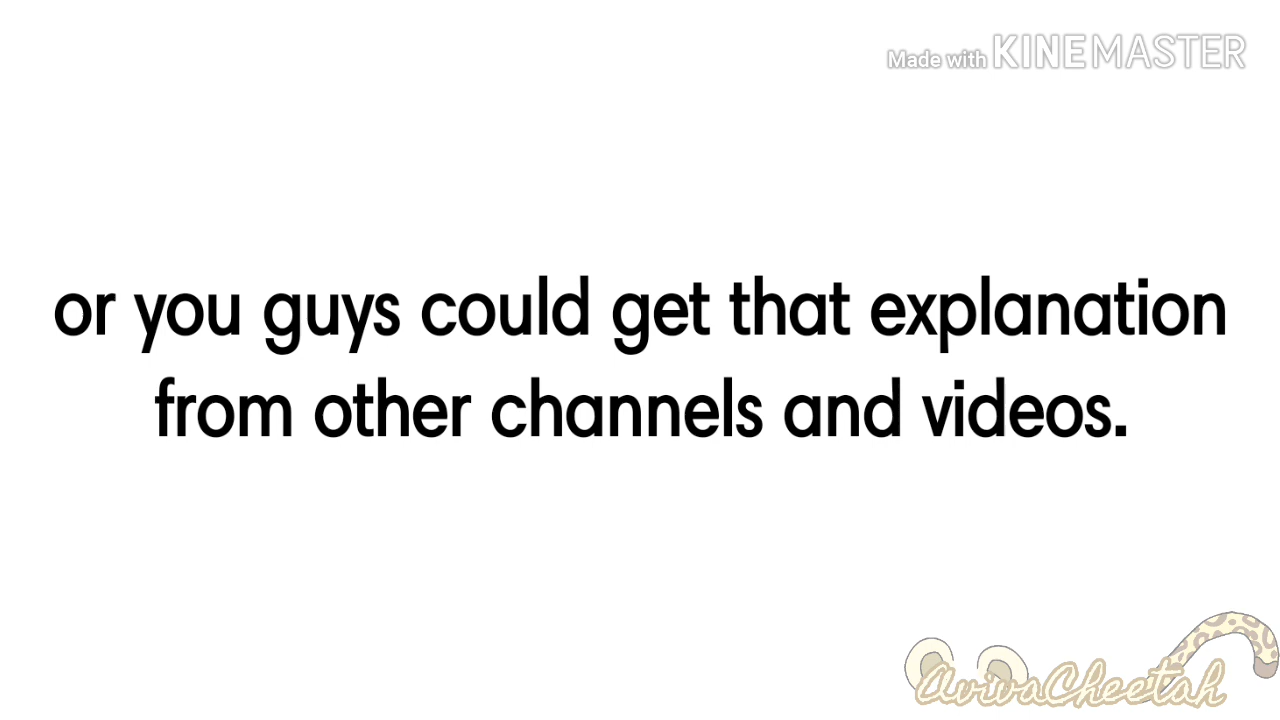 Made with KINEMASTER
or you guys could get that explanation
from other channels and videos.
AvivaCheetah